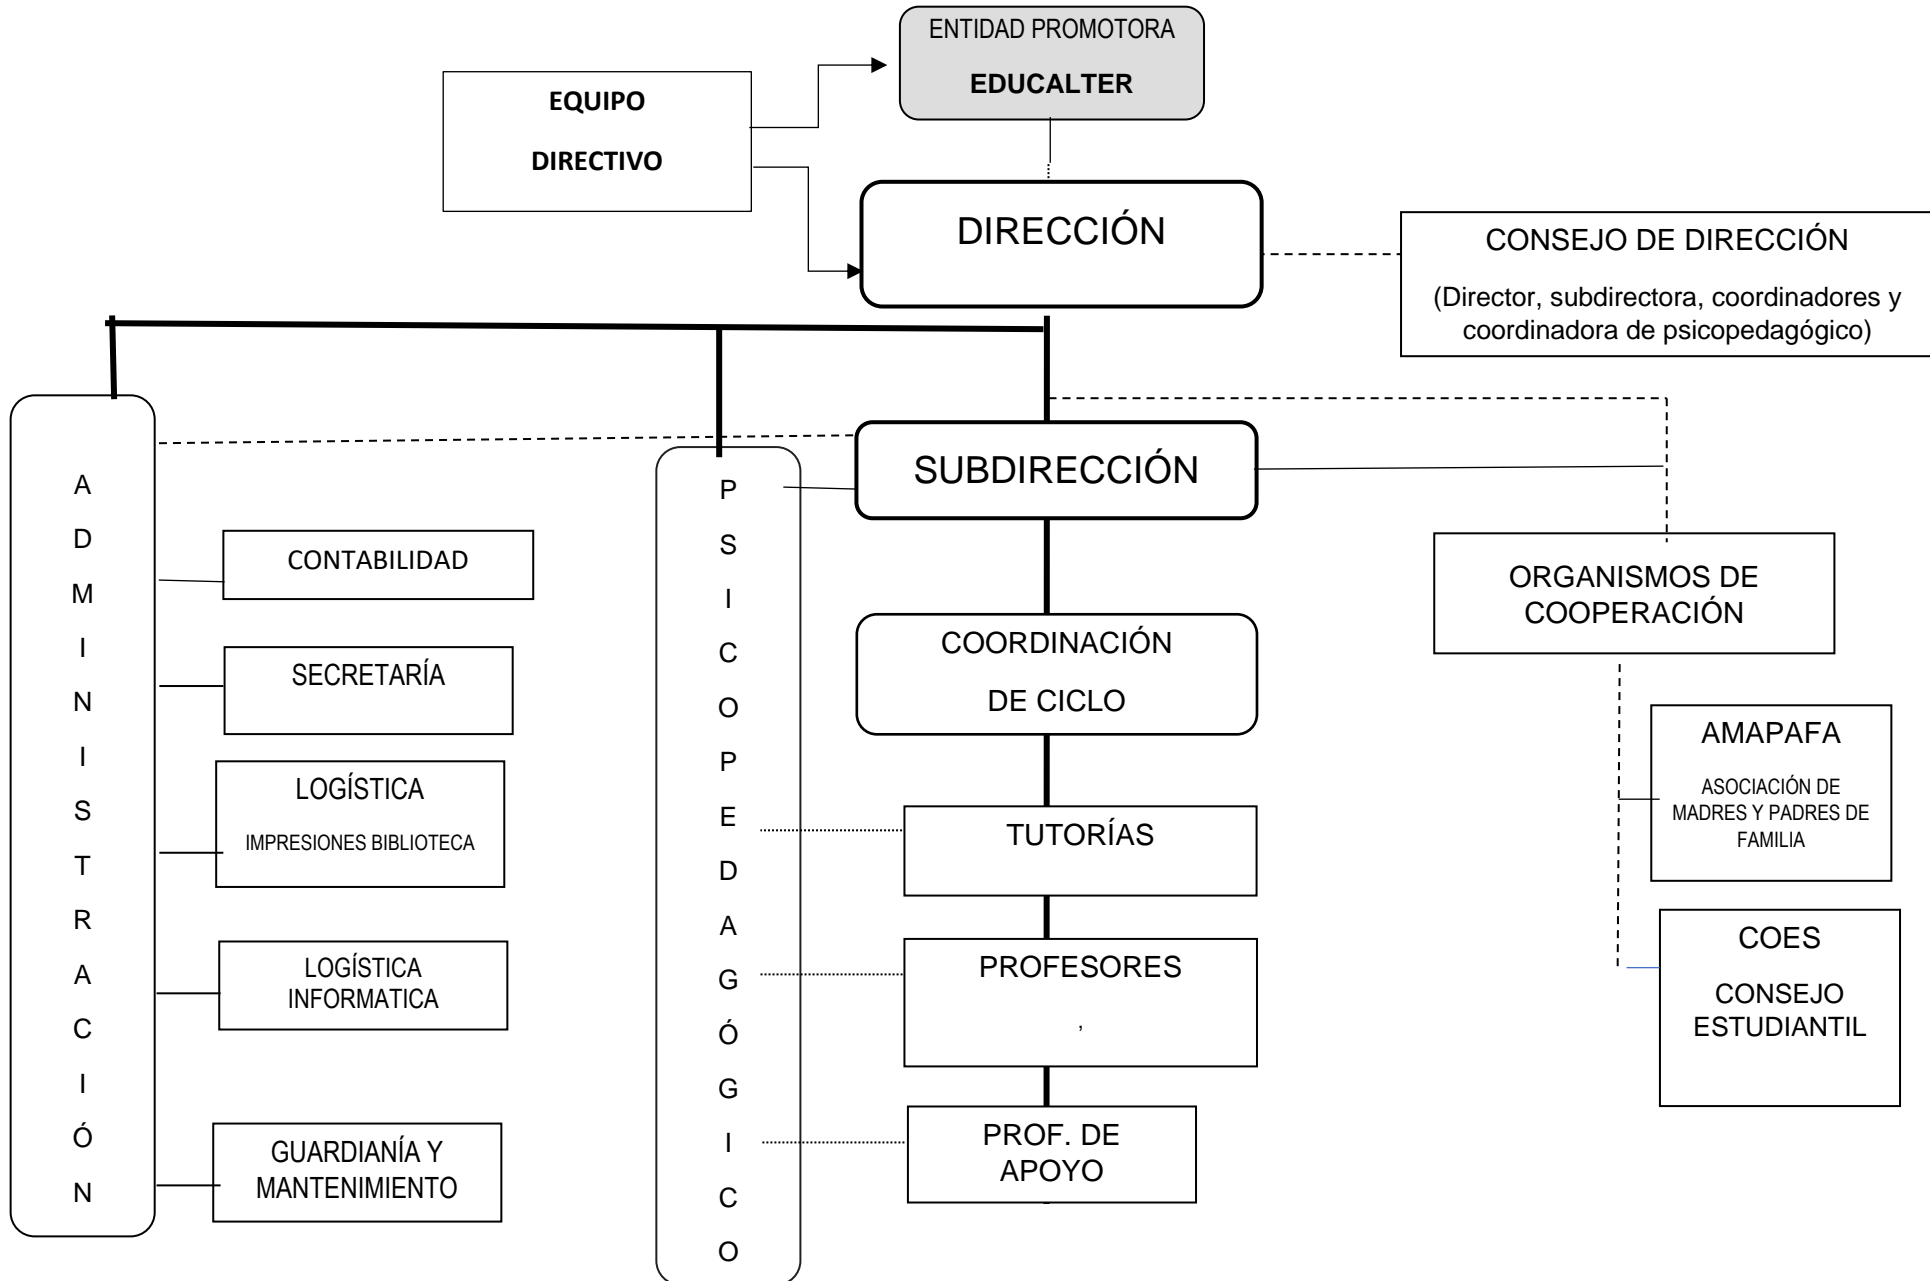 ENTIDAD PROMOTORA
EDUCALTER
EQUIPO
DIRECTIVO
DIRECCIÓN
CONSEJO DE DIRECCIÓN
(Director, subdirectora, coordinadores y
coordinadora de psicopedagógico)
SUBDIRECCIÓN
ADMINISTRACIÓN
CONTABILIDAD
SECRETARÍA
LOGÍSTICA
IMPRESIONES BIBLIOTECA
LOGÍSTICA
INFORMATICA
GUARDIANÍA Y
MANTENIMIENTO
PSICOPEDAGÓGICO
COORDINACIÓN
DE CICLO
TUTORÍAS
PROFESORES
,
PROF. DE
APOYO
ORGANISMOS DE
COOPERACIÓN
AMAPAFA
ASOCIACIÓN DE
MADRES Y PADRES DE
FAMILIA
COES
CONSEJO
ESTUDIANTIL